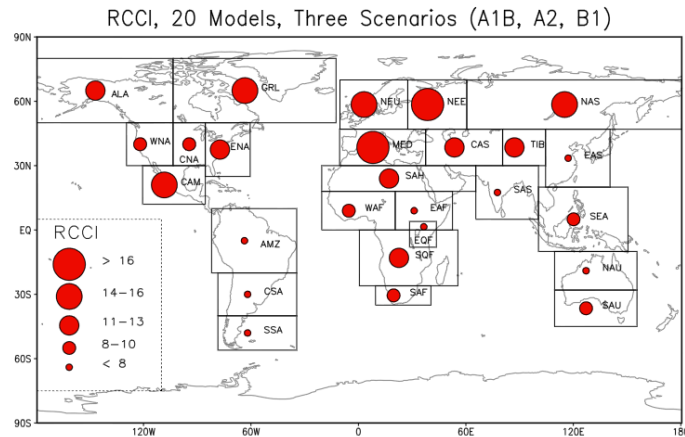 RCCI, 20 Models, Three Scenarios (A1B, A2, B1)
90N
60N
30N
EQ
30S
60S
90S
120W
60W
0
60E
120E
180
ALA
GRL
NEU
NEE
NAS
WNA
CNA
ENA
MED
CAS
TIB
EAS
CAM
SAH
SAS
WAF
EAF
SEA
AMZ
EQF
SQF
NAU
CSA
SAF
SAU
SSA
RCCI
> 16
14-16
11-13
8-10
< 8